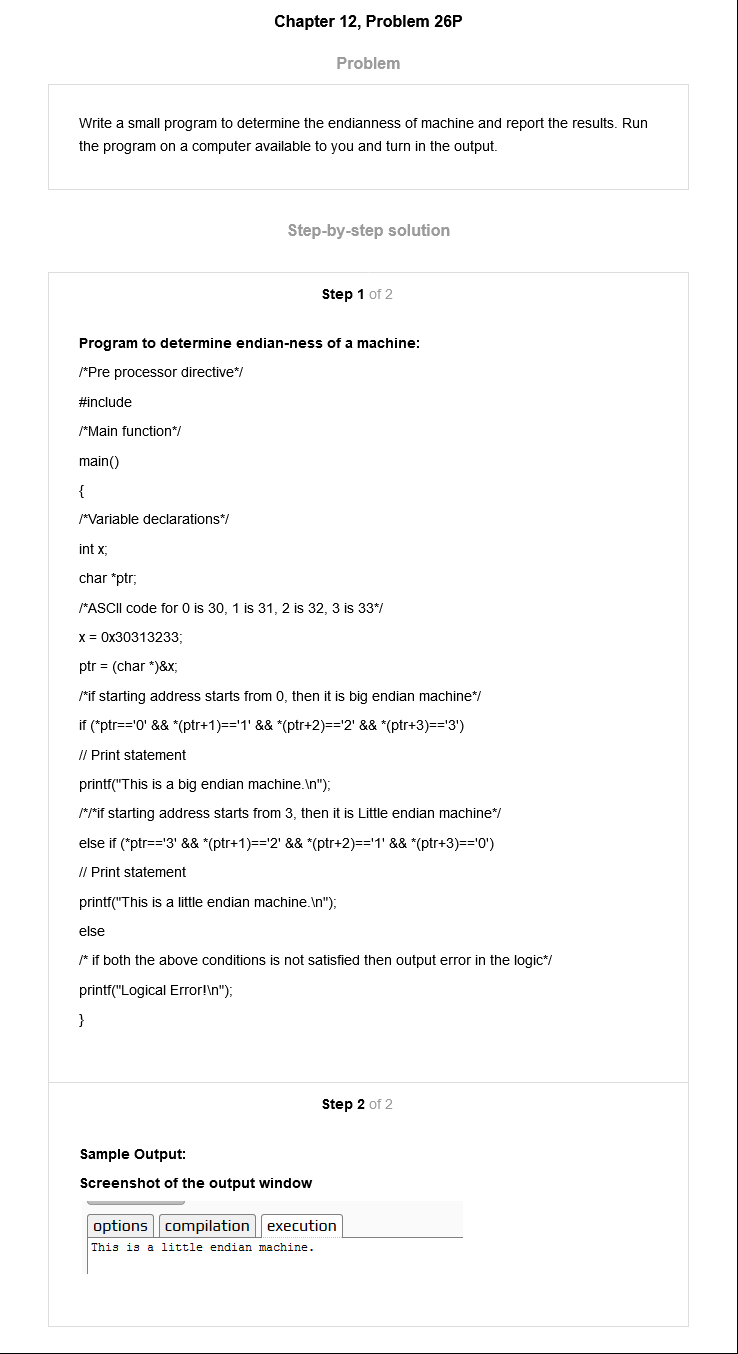 Chapter 12, Problem 26P
Problem
Write a small program to determine the endianness of machine and report the results. Run
the program on a computer available to you and turn in the output.
Step-by-step solution
Step 1 of 2
Program to determine endian-ness of a machine:
/*Pre processor directive*/
#include
/*Main function*/
main()
{
/*Variable declarations*/
int x;
char *ptr;
/*ASCII code for 0 is 30, 1 is 31, 2 is 32, 3 is 33*/
x = 0x30313233;
ptr = (char *)&x;
/*if starting address starts from 0, then it is big endian machine*/
if (*ptr=='0' && *(ptr+1)=='1' && *(ptr+2)=='2' && *(ptr+3)=='3')
// Print statement
printf("This is a big endian machine.\n");
/*/*if starting address starts from 3, then it is Little endian machine*/
else if (*ptr=='3' && *(ptr+1)=='2' && *(ptr+2)=='1' && *(ptr+3)=='0')
// Print statement
printf("This is a little endian machine.\n");
else
/* if both the above conditions is not satisfied then output error in the logic*/
printf("Logical Error!\n");
}
Step 2 of 2
Sample Output:
Screenshot of the output window
options compilation execution
This is a little endian machine.